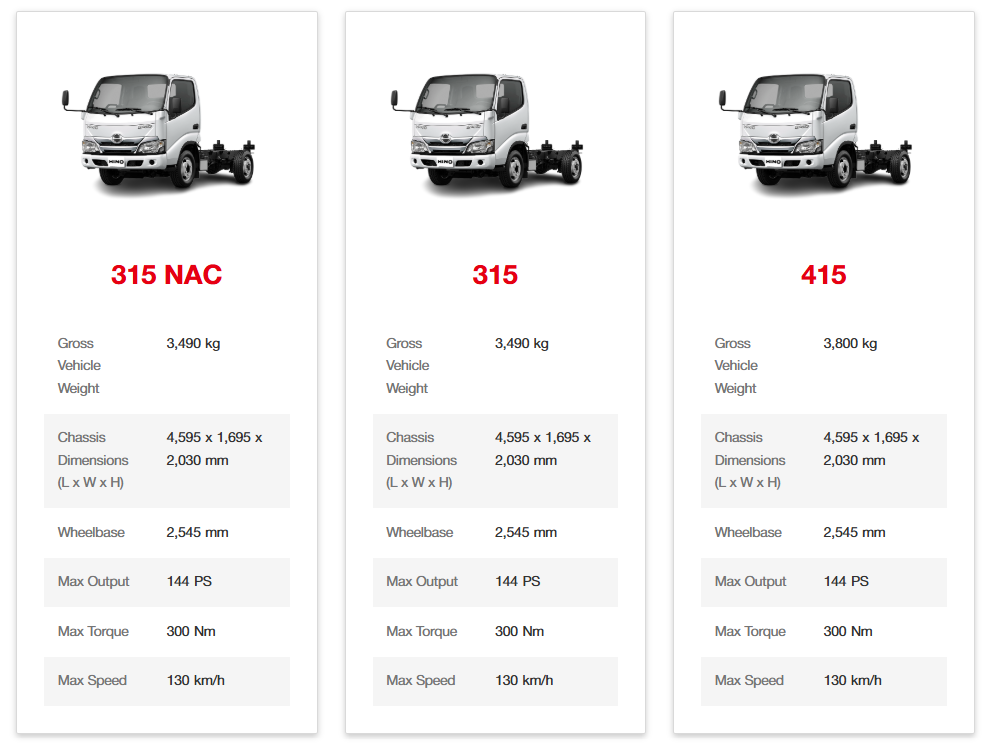 HINO
315 NAC
Gross 3,490 kg
Vehicle
Weight
Chassis 4,595 x 1,695 x
Dimensions 2,030 mm
(L x W x H)
Wheelbase 2,545 mm
Max Output 144 PS
Max Torque 300 Nm
Max Speed 130 km/h
HINO
315
Gross 3,490 kg
Vehicle
Weight
Chassis 4,595 x 1,695 x
Dimensions 2,030 mm
(L x W x H)
Wheelbase 2,545 mm
Max Output 144 PS
Max Torque 300 Nm
Max Speed 130 km/h
HINO
415
Gross 3,800 kg
Vehicle
Weight
Chassis 4,595 x 1,695 x
Dimensions 2,030 mm
(L x W x H)
Wheelbase 2,545 mm
Max Output 144 PS
Max Torque 300 Nm
Max Speed 130 km/h